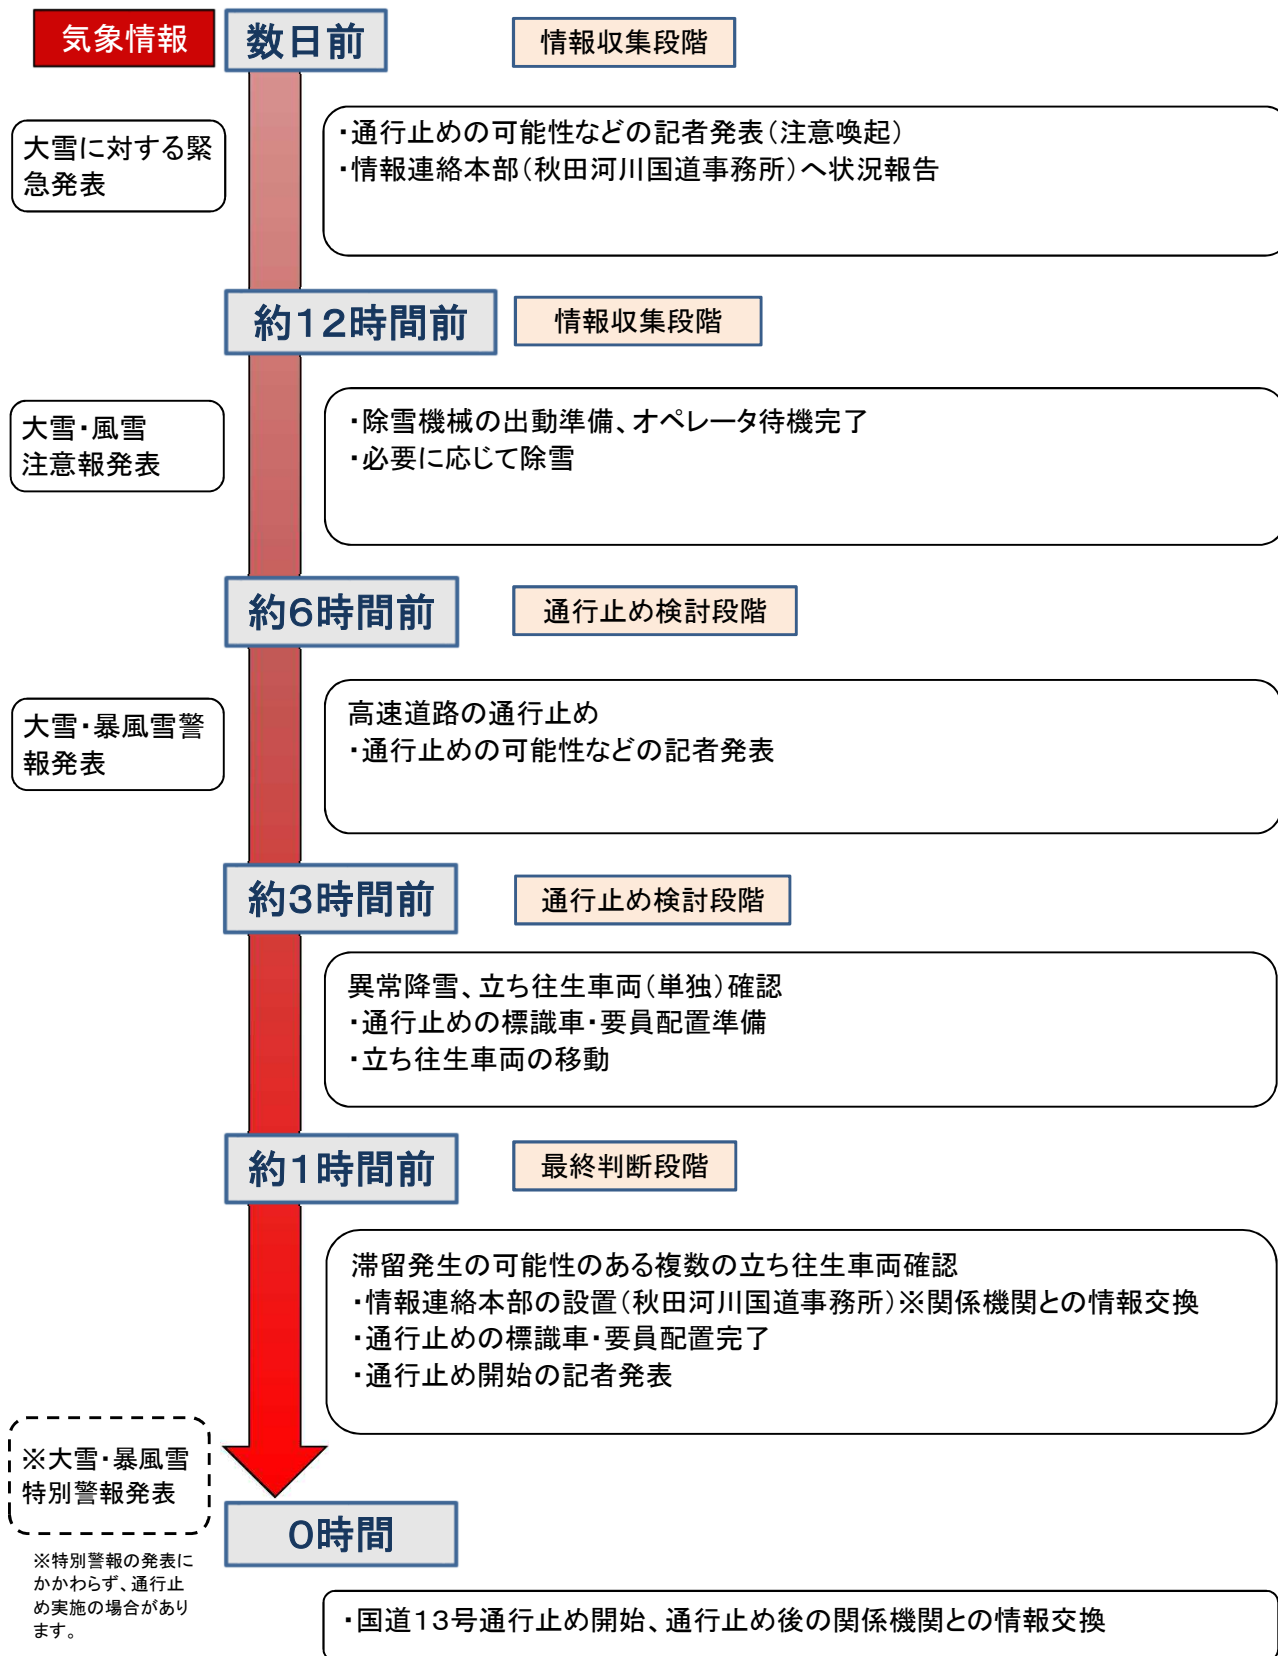 気象情報
数日前
情報収集段階
大雪に対する緊
急発表
・通行止めの可能性などの記者発表(注意喚起)
・情報連絡本部(秋田河川国道事務所)へ状況報告
約12時間前
情報収集段階
大雪・風雪
注意報発表
・除雪機械の出動準備、オペレータ待機完了
・必要に応じて除雪
約6時間前
通行止め検討段階
大雪・暴風雪警
報発表
高速道路の通行止め
・通行止めの可能性などの記者発表
約3時間前
通行止め検討段階
異常降雪、立ち往生車両(単独)確認
・通行止めの標識車・要員配置準備
・立ち往生車両の移動
約1時間前
最終判断段階
滞留発生の可能性のある複数の立ち往生車両確認
・情報連絡本部の設置(秋田河川国道事務所)※関係機関との情報交換
・通行止めの標識車・要員配置完了
・通行止め開始の記者発表
※大雪・暴風雪
特別警報発表
0時間
※特別警報の発表に
かかわらず、通行止
め実施の場合があり
ます。
・国道13号通行止め開始、通行止め後の関係機関との情報交換